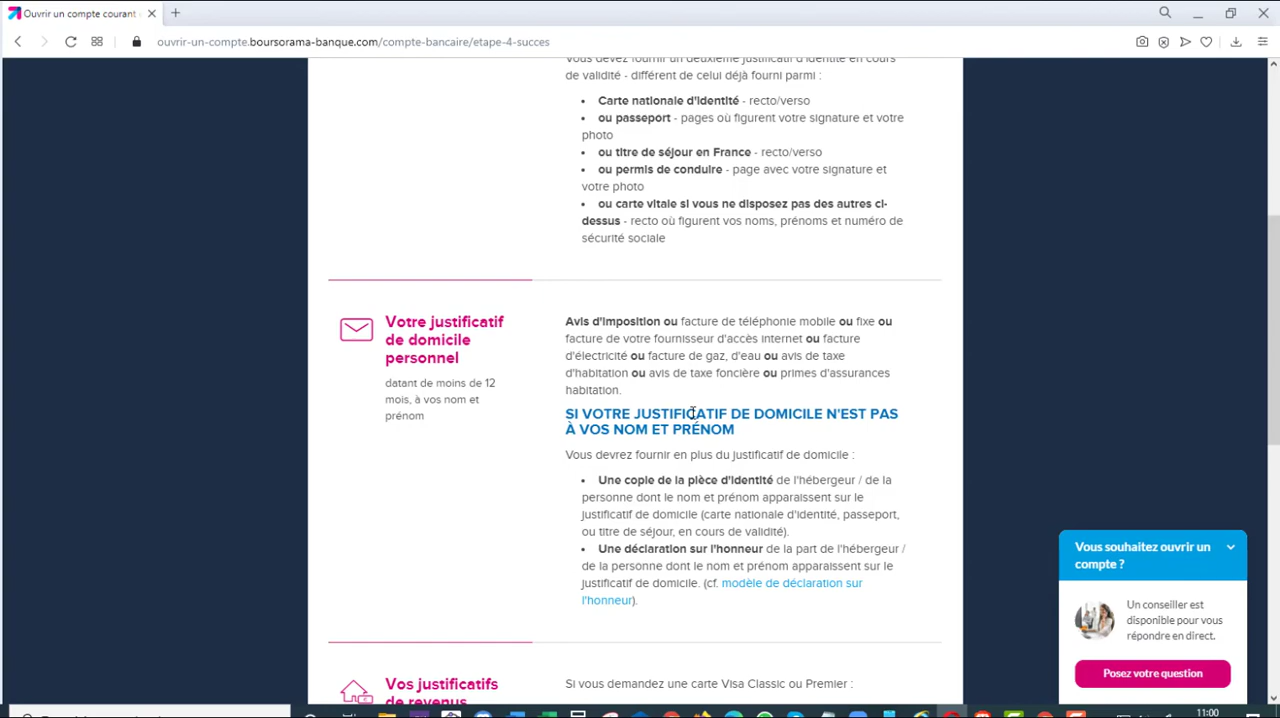 Ouvrir un compte courant
ouvrir-un-compte.boursorama-banque.com/compte-bancaire/etape-4-succes
Vous devez fournir un deuxième justificatif d'identité en cours
de validité - différent de celui déjà fourni parmi :
• Carte nationale d'identité - recto/verso
• ou passeport - pages où figurent votre signature et votre
photo
• ou titre de séjour en France - recto/verso
• ou permis de conduire - page avec votre signature et
votre photo
• ou carte vitale si vous ne disposez pas des autres ci-
dessus - recto où figurent vos noms, prénoms et numéro de
sécurité sociale
Votre justificatif
de domicile
personnel
datant de moins de 12
mois, à vos nom et
prénom
Avis d'imposition ou facture de téléphonie mobile ou fixe ou
facture de votre fournisseur d'accès internet ou facture
d'électricité ou facture de gaz, d'eau ou avis de taxe
d'habitation ou avis de taxe foncière ou primes d'assurances
habitation.
SI VOTRE JUSTIFICATIF DE DOMICILE N'EST PAS
À VOS NOM ET PRÉNOM
Vous devrez fournir en plus du justificatif de domicile :
• Une copie de la pièce d'identité de l'hébergeur / de la
personne dont le nom et prénom apparaissent sur le
justificatif de domicile (carte nationale d'identité, passeport,
ou titre de séjour, en cours de validité).
• Une déclaration sur l'honneur de la part de l'hébergeur /
de la personne dont le nom et prénom apparaissent sur le
justificatif de domicile. (cf. modèle de déclaration sur
l'honneur).
Vos justificatifs
de revenus
Si vous demandez une carte Visa Classic ou Premier :
Vous souhaitez ouvrir un
compte ?
Un conseiller est
disponible pour vous
répondre en direct.
Posez votre question
11:00